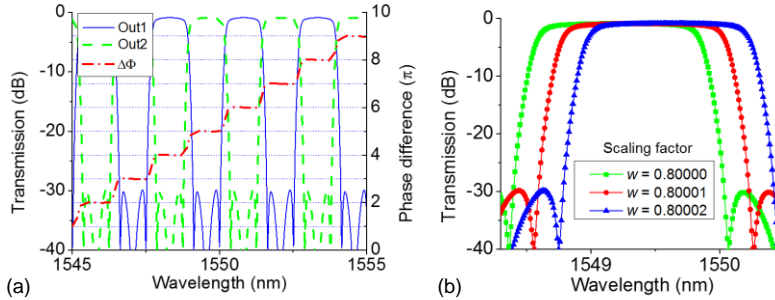 Out1
Out2
ΔΦ
Transmission (dB)
0
-10
-20
-30
-40
1545
1550
1555
Wavelength (nm)
10
8
6
4
2
0
Phase difference (π)
(a)
Transmission (dB)
0
-10
-20
-30
-40
Scaling factor
w = 0.80000
w = 0.80001
w = 0.80002
1549
1550
Wavelength (nm)
(b)